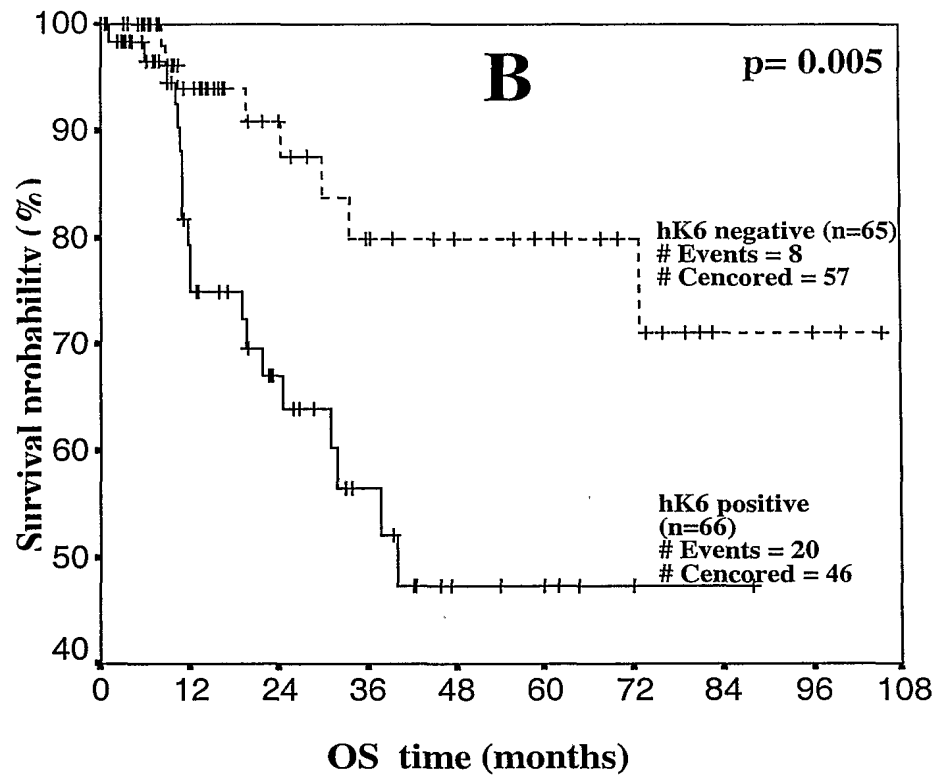 B
p= 0.005
100
90
80
70
60
50
40
Survival probability (%)
hK6 negative (n=65)
# Events = 8
# Cencored = 57
hK6 positive
(n=66)
# Events = 20
# Cencored = 46
0 12 24 36 48 60 72 84 96 108
OS time (months)